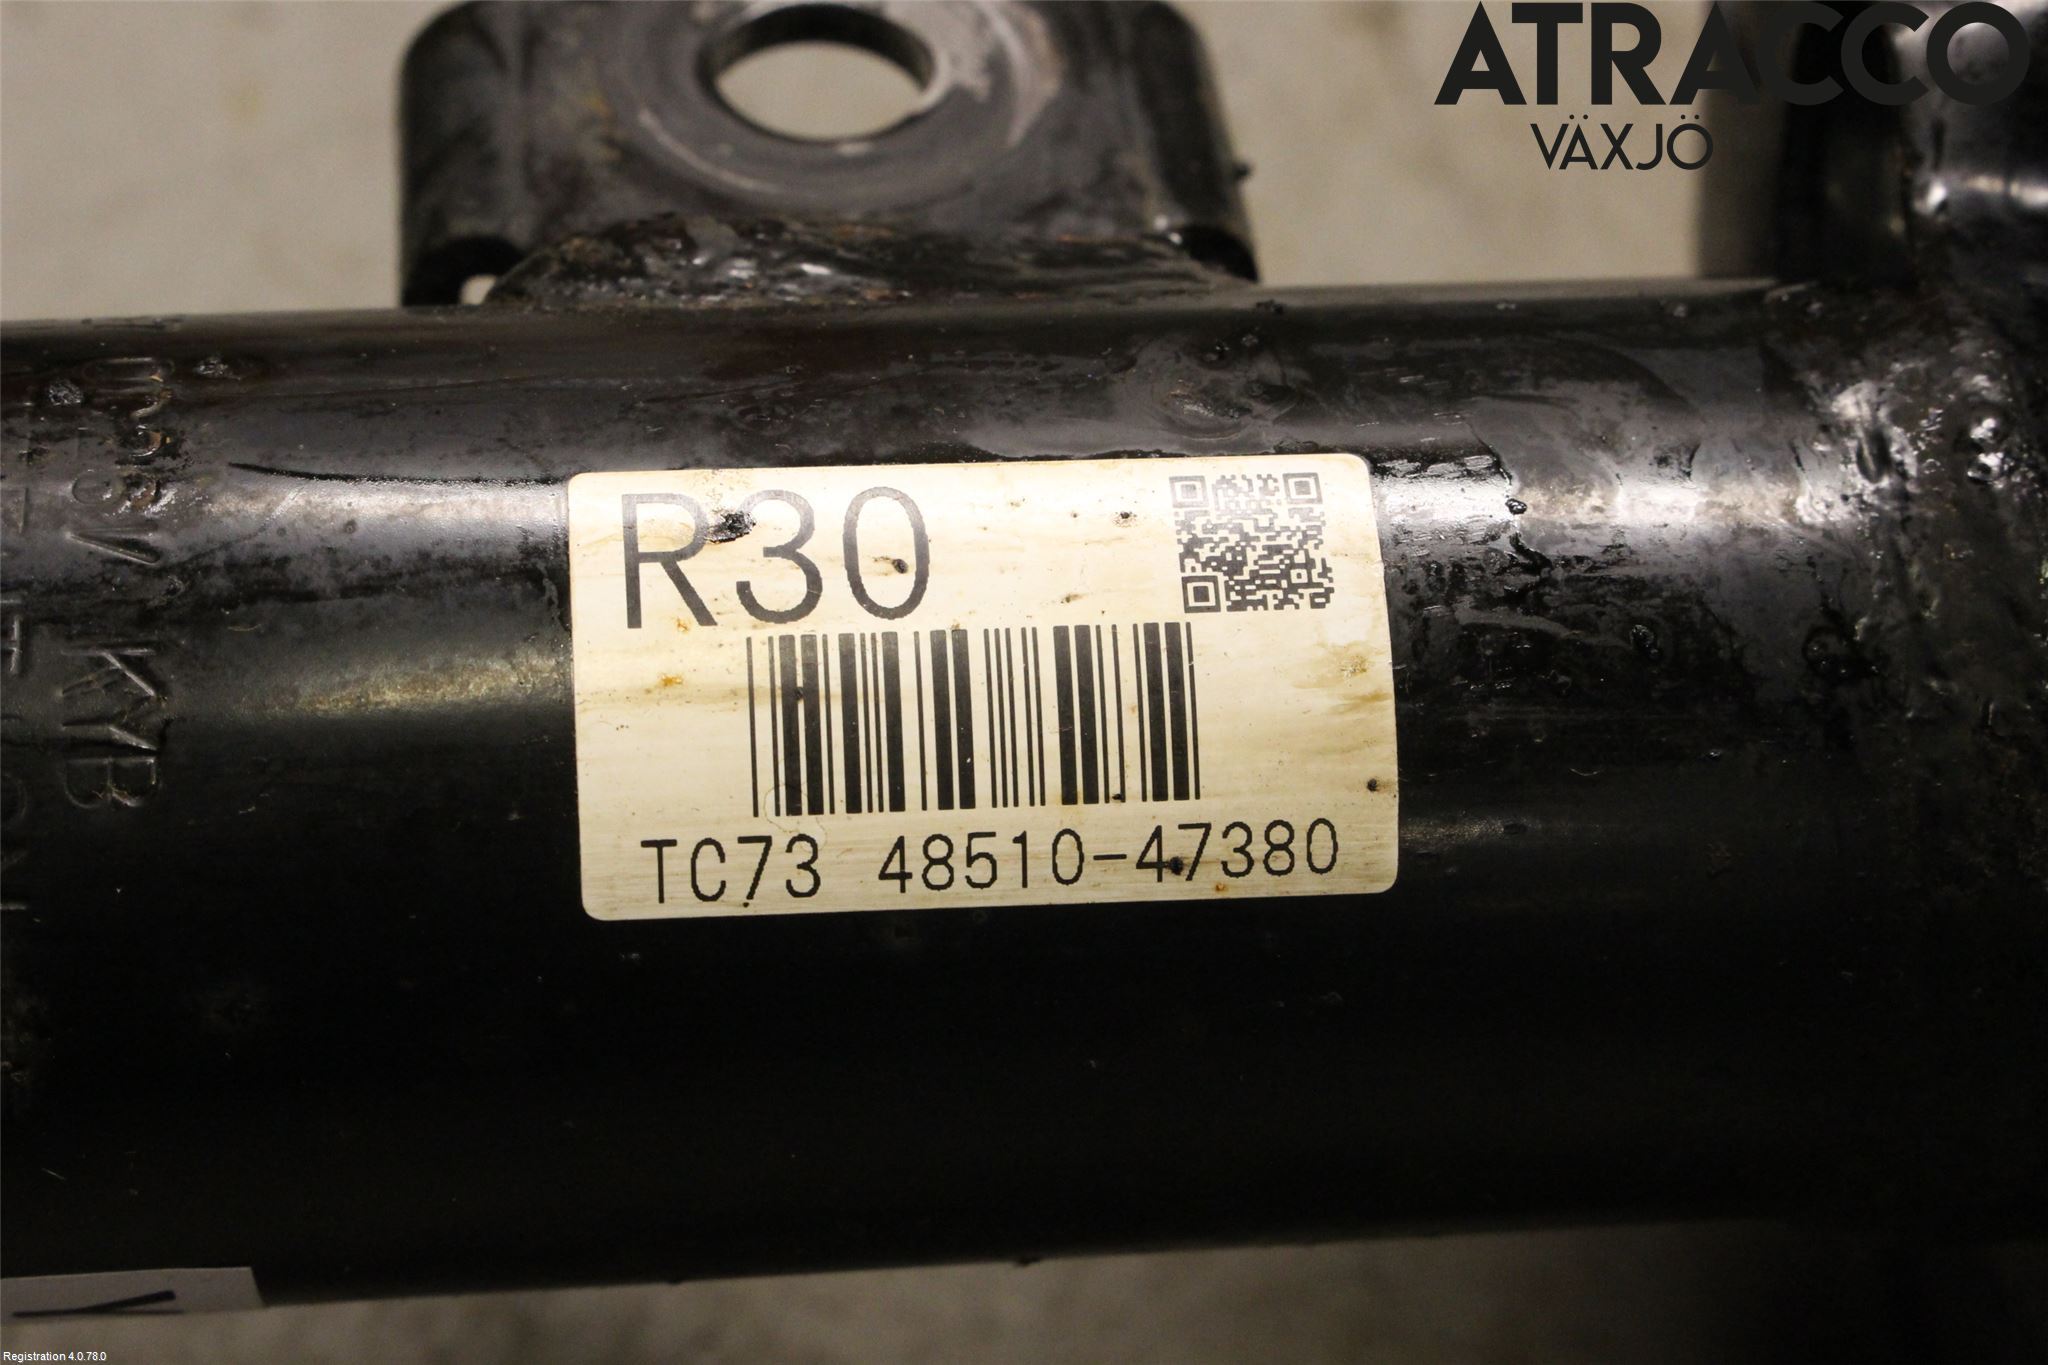 ATRACCO
VÄXJÖ
R30
TC73 48510-47380
KYB
Registration 4.0.78.0